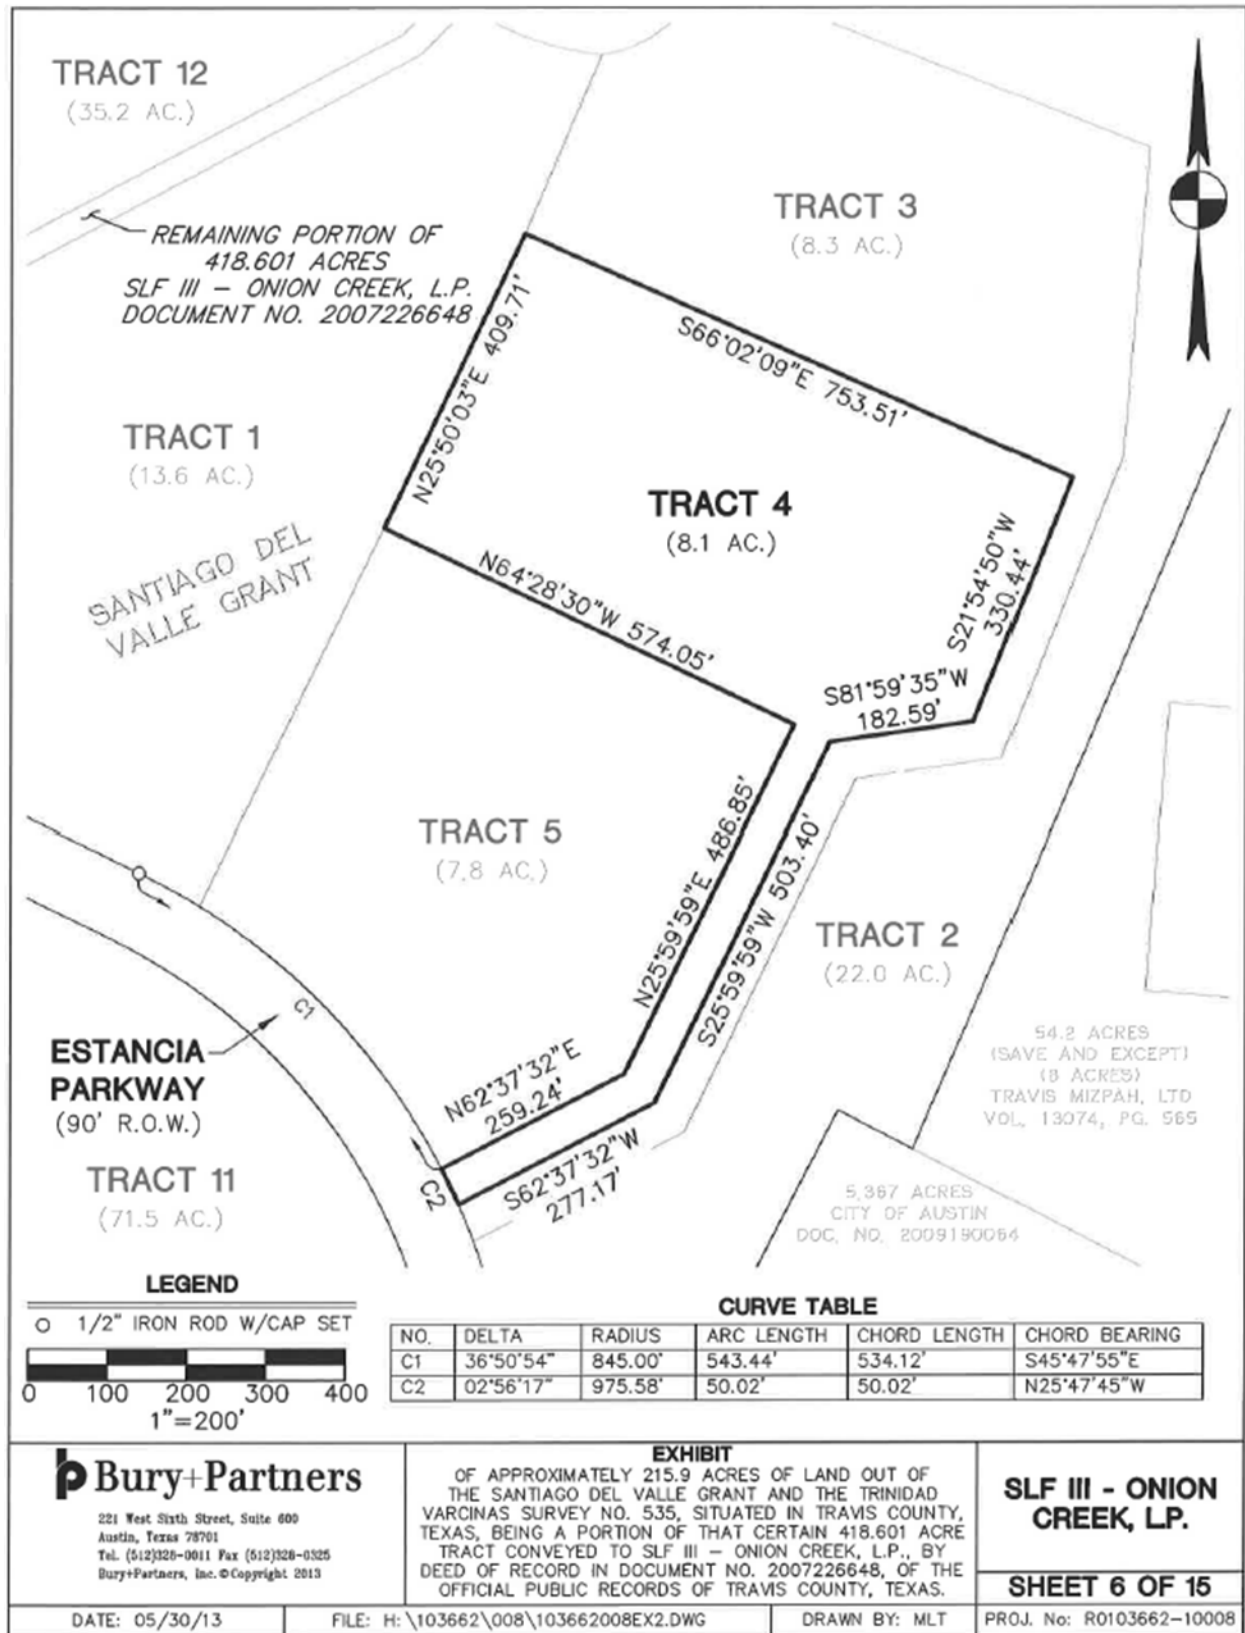 TRACT 12
(35.2 AC.)
REMAINING PORTION OF
418.601 ACRES
SLF III – ONION CREEK, L.P.
DOCUMENT NO. 2007226648
TRACT 3
(8.3 AC.)
N25°50'03"E 409.71'
S66°02'09"E 753.51'
TRACT 1
(13.6 AC.)
TRACT 4
(8.1 AC.)
SANTIAGO DEL
VALLE GRANT
N64°28'30"W 574.05'
S21°54'50"W
330.44'
S81°59'35"W
182.59'
TRACT 5
(7.8 AC.)
N25°59'59"E 486.85'
S25°59'59"W 503.40'
TRACT 2
(22.0 AC.)
C1
ESTANCIA
PARKWAY
(90' R.O.W.)
54.2 ACRES
(SAVE AND EXCEPT)
(8 ACRES)
TRAVIS MIZPAH, LTD
VOL. 13074, PG. 565
N62°37'32"E
259.24'
S62°37'32"W
277.17'
C2
TRACT 11
(71.5 AC.)
5.367 ACRES
CITY OF AUSTIN
DOC. NO. 2009190064
LEGEND
1/2" IRON ROD W/CAP SET
0 100 200 300 400
1"=200'
CURVE TABLE
NO. DELTA RADIUS ARC LENGTH CHORD LENGTH CHORD BEARING
C1 36°50'54" 845.00' 543.44' 534.12' S45°47'55"E
C2 02°56'17" 975.58' 50.02' 50.02' N25°47'45"W
Bury+Partners
221 West Sixth Street, Suite 600
Austin, Texas 78701
Tel. (512)328-0011 Fax (512)328-0325
Bury+Partners, Inc. ©Copyright 2013
EXHIBIT
OF APPROXIMATELY 215.9 ACRES OF LAND OUT OF
THE SANTIAGO DEL VALLE GRANT AND THE TRINIDAD
VARCINAS SURVEY NO. 535, SITUATED IN TRAVIS COUNTY,
TEXAS, BEING A PORTION OF THAT CERTAIN 418.601 ACRE
TRACT CONVEYED TO SLF III – ONION CREEK, L.P., BY
DEED OF RECORD IN DOCUMENT NO. 2007226648, OF THE
OFFICIAL PUBLIC RECORDS OF TRAVIS COUNTY, TEXAS.
SLF III - ONION
CREEK, L.P.
SHEET 6 OF 15
DATE: 05/30/13
FILE: H:\103662\008\103662008EX2.DWG
DRAWN BY: MLT
PROJ. No: R0103662-10008